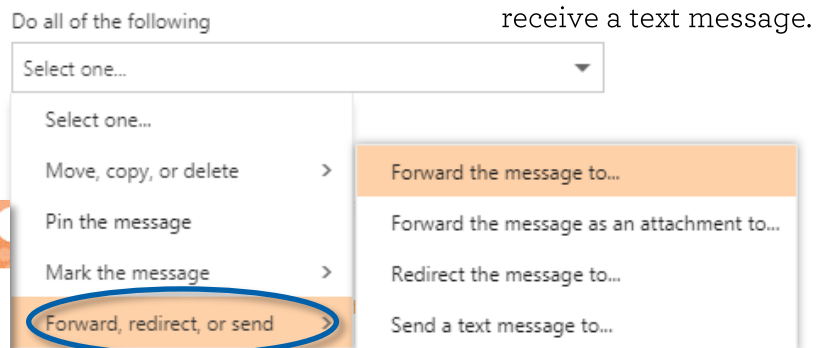 receive a text message.
Do all of the following
Select one...
Select one...
Move, copy, or delete
Pin the message
Mark the message
Forward, redirect, or send
Forward the message to...
Forward the message as an attachment to...
Redirect the message to...
Send a text message to...